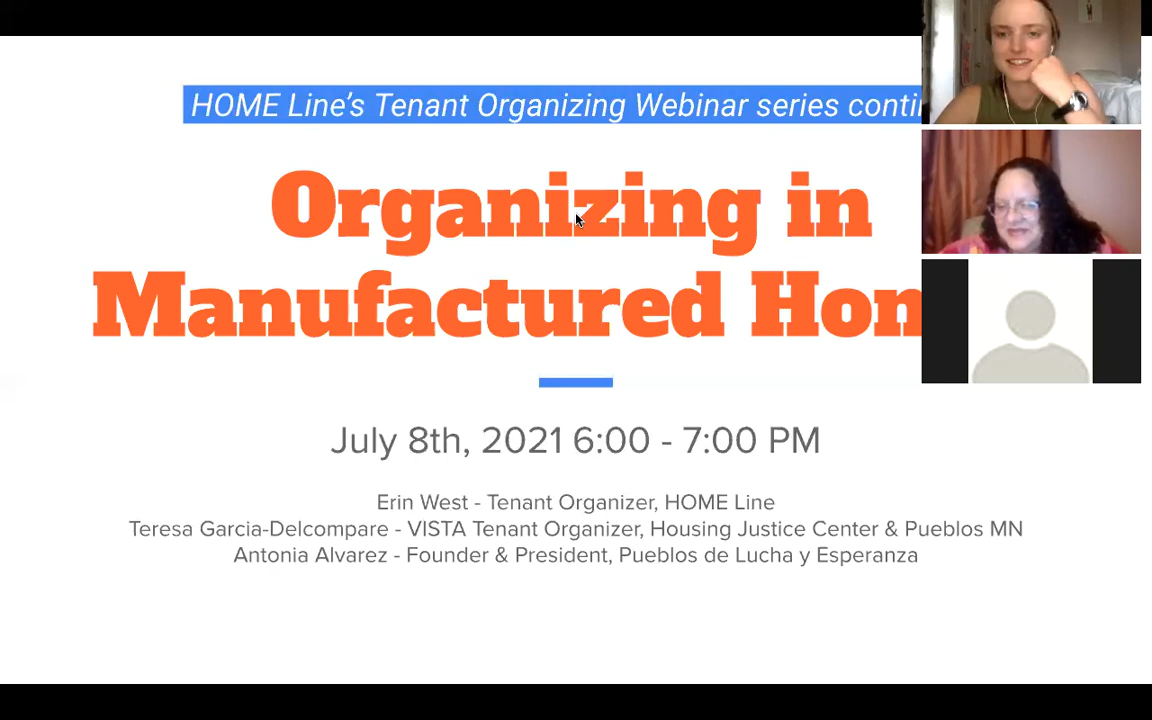 HOME Line's Tenant Organizing Webinar series
Organizing in
Manufactured
July 8th, 2021 6:00 - 7:00 PM
Erin West - Tenant Organizer, HOME Line
Teresa Garcia-Delcompare - VISTA Tenant Organizer, Housing Justice Center & Pueblos MN
Antonia Alvarez - Founder & President, Pueblos de Lucha y Esperanza